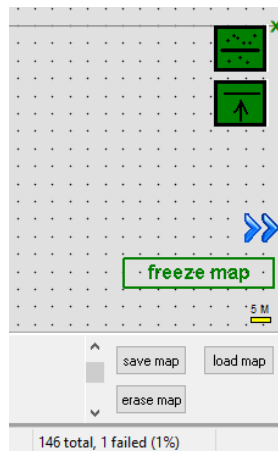 freeze map
5 M
save map load map
erase map
146 total, 1 failed (1%)